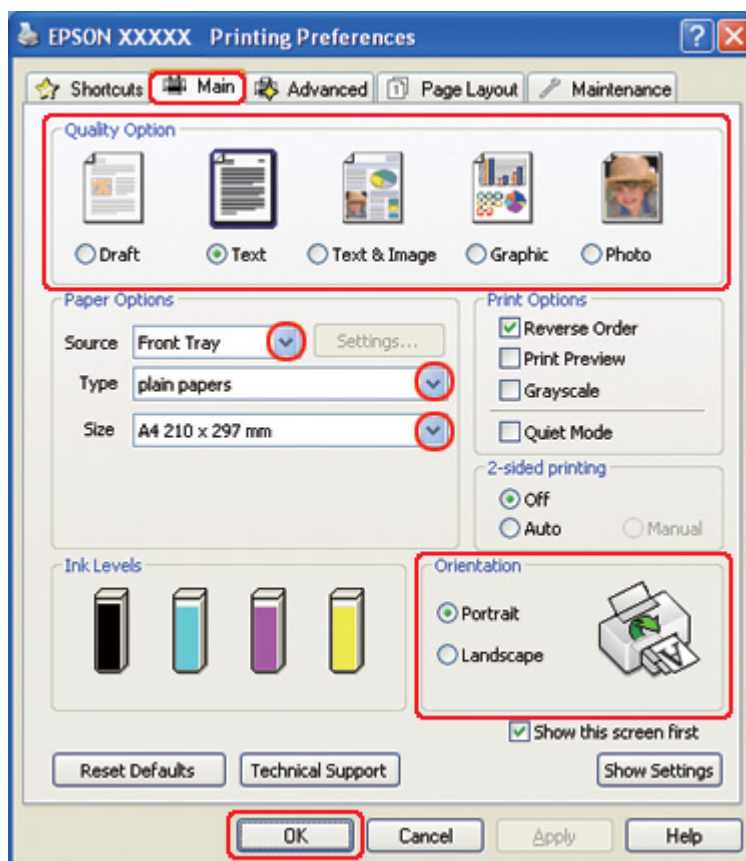 EPSON XXXXX Printing Preferences
Shortcuts Main Advanced 1 Page Layout Maintenance
Quality Option
Draft Text Text & Image Graphic Photo
Paper Options
Source Front Tray Settings...
Type plain papers
Size A4 210 x 297 mm
Print Options
Reverse Order
Print Preview
Grayscale
Quiet Mode
2-sided printing
Off
Auto Manual
Ink Levels
Orientation
Portrait
Landscape
A
Show this screen first
Reset Defaults Technical Support Show Settings
OK Cancel Apply Help